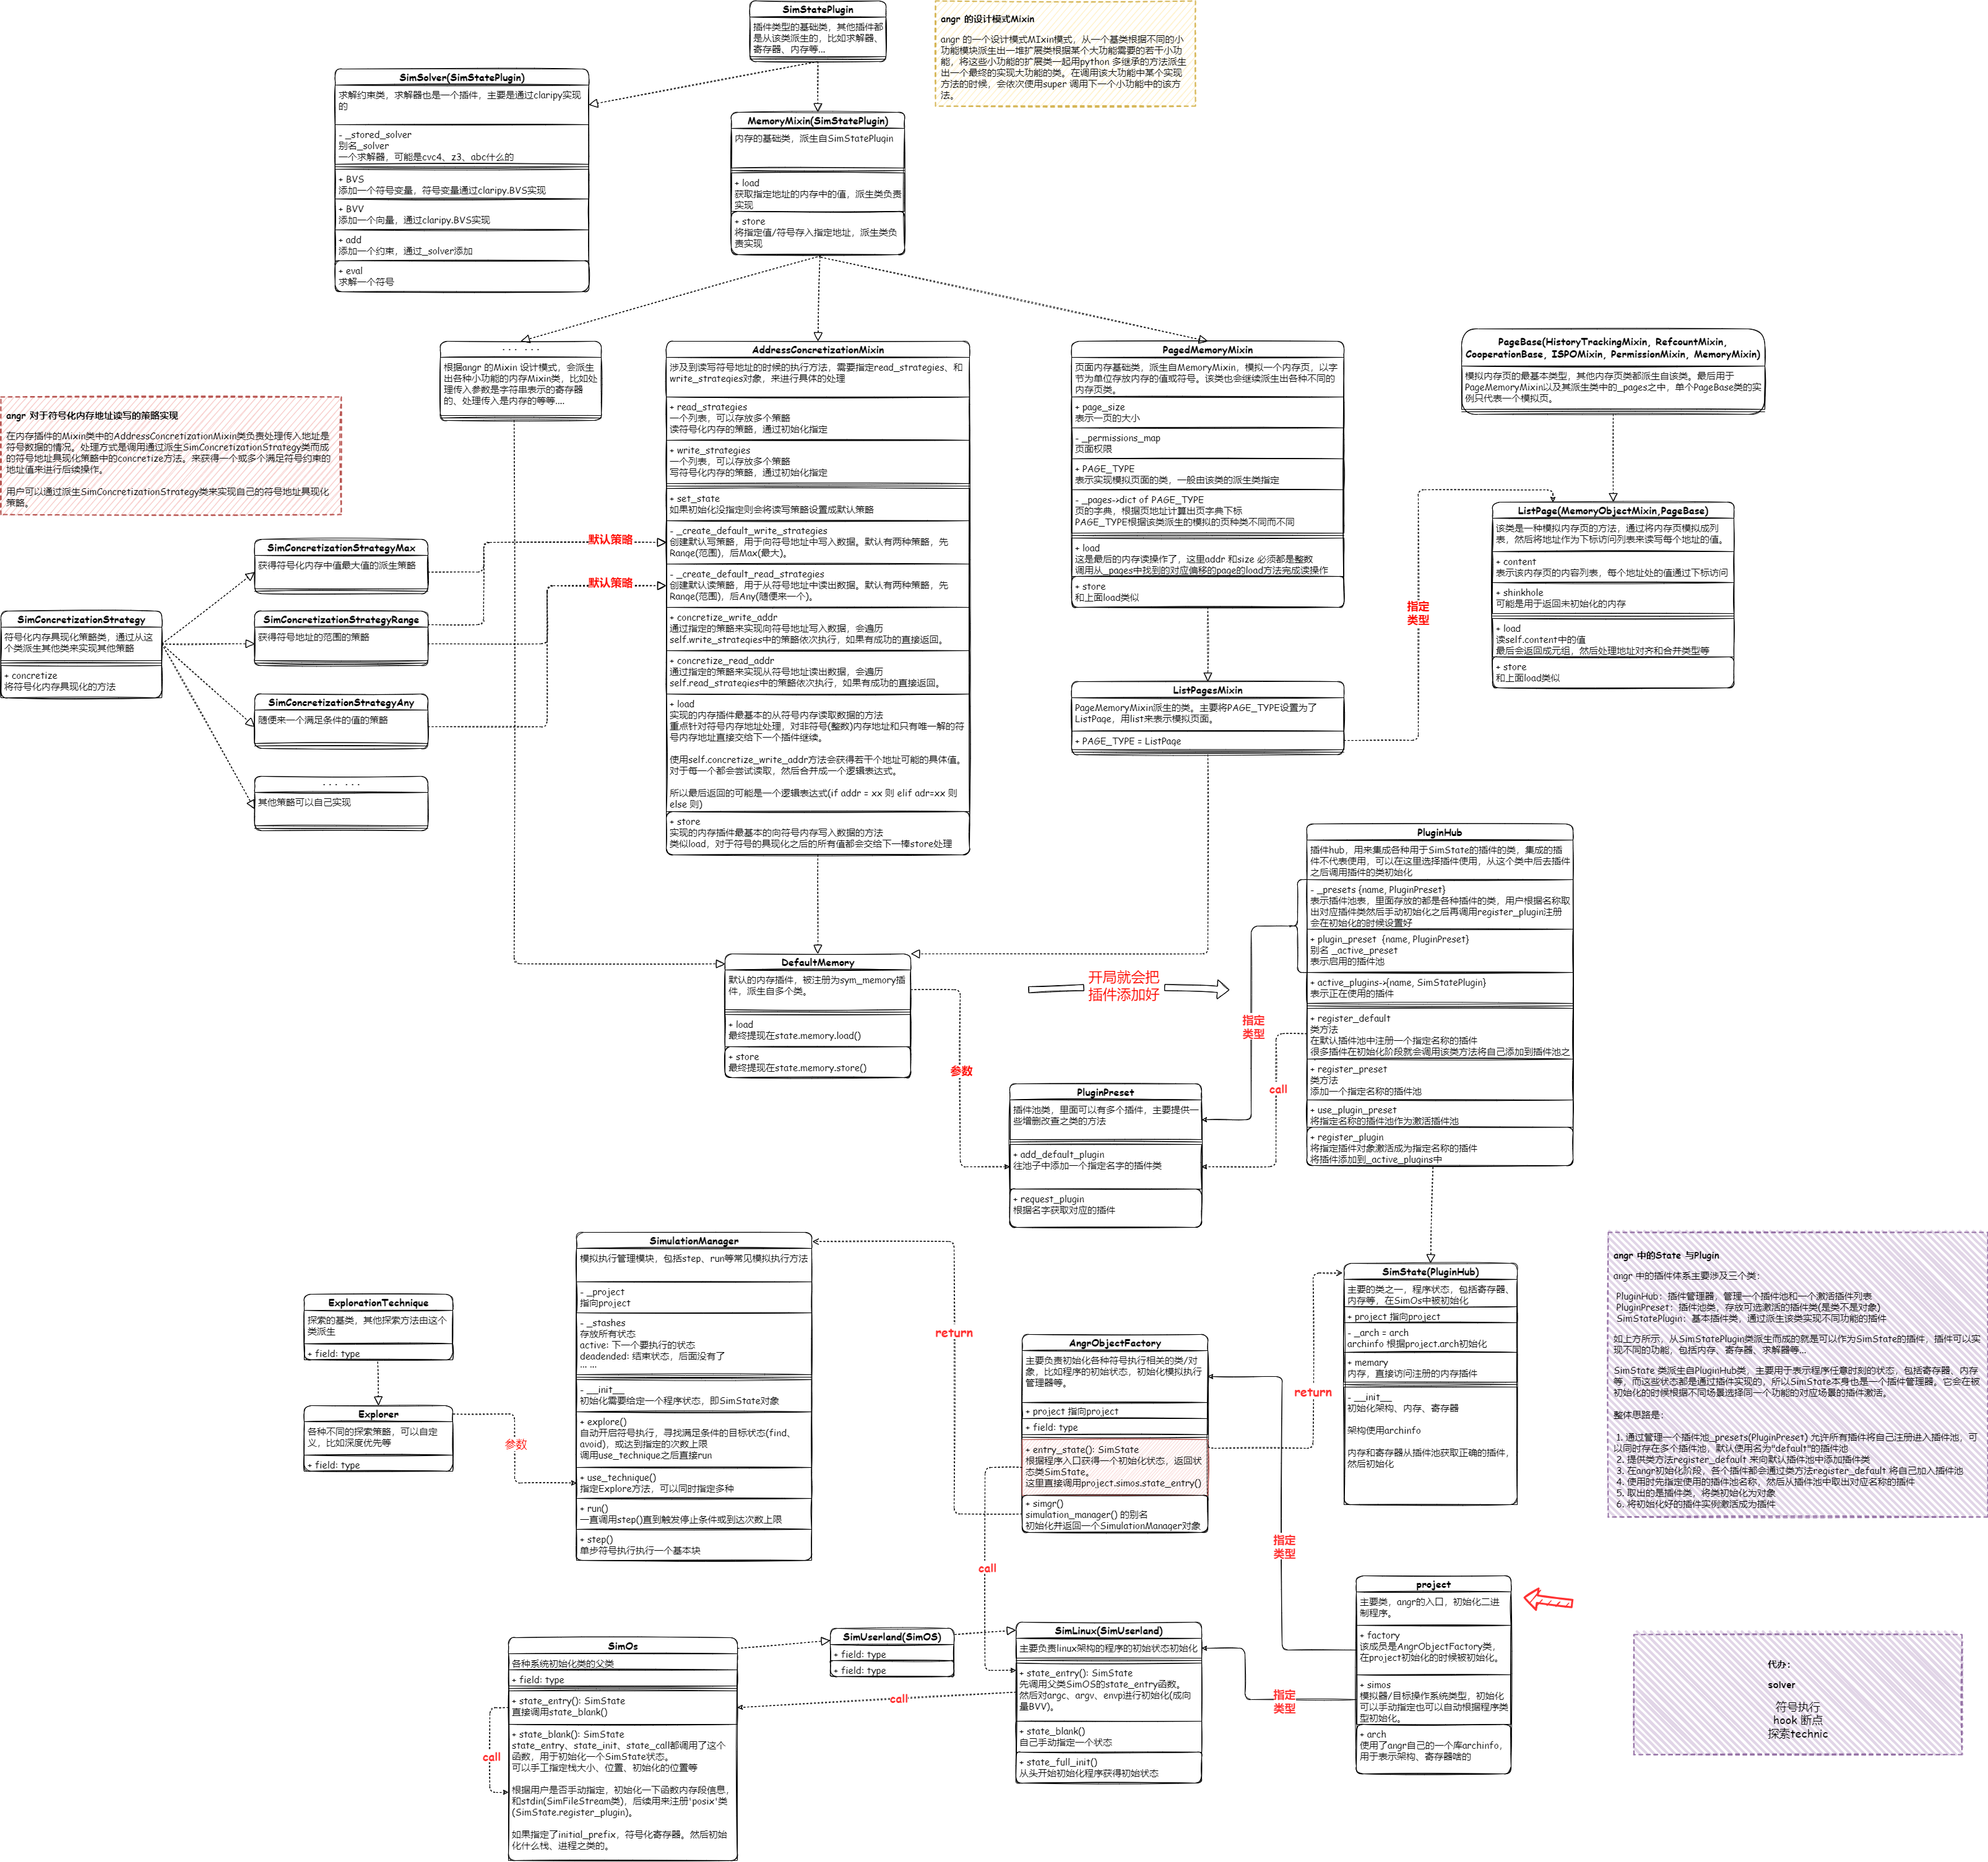 SimStatePlugin
插件类型的基础类，其他插件都
是从该类派生的，比如求解器、
寄存器、内存等...
angr 的设计模式Mixin
angr 的一个设计模式MIxin模式，从一个基类根据不同的小
功能模块派生出一堆扩展类根据某个大功能需要的若干小功
能，将这些小功能的扩展类一起用python 多继承的方法派生
出一个最终的实现大功能的类。在调用该大功能中某个实现
方法的时候，会依次使用super 调用下一个小功能中的该方
法。
SimSolver(SimStatePlugin)
求解约束类，求解器也是一个插件，主要是通过claripy实现
的
- _stored_solver
别名_solver
一个求解器，可能是cvc4、z3、abc什么的
+ BVS
添加一个符号变量，符号变量通过claripy.BVS实现
+ BVV
添加一个向量，通过claripy.BVS实现
+ add
添加一个约束，通过_solver添加
+ eval
求解一个符号
MemoryMixin(SimStatePlugin)
内存的基础类，派生自SimStatePlugin
+ load
获取指定地址的内存中的值，派生类负责
实现
+ store
将指定值/符号存入指定地址，派生类负
责实现
... ...
根据angr 的Mixin 设计模式，会派生
出各种小功能的内存Mixin类，比如处
理传入参数是字符串表示的寄存器
的、处理传入是内存的等等....
AddressConcretizationMixin
涉及到读写符号地址的时候的执行方法，需要指定read_strategies、和
write_strategies对象，来进行具体的处理
+ read_strategies
一个列表，可以存放多个策略
读符号化内存的策略，通过初始化指定
+ write_strategies
一个列表，可以存放多个策略
写符号化内存的策略，通过初始化指定
+ set_state
如果初始化没指定则会将读写策略设置成默认策略
- _create_default_write_strategies
创建默认写策略，用于向符号地址中写入数据。默认有两种策略，先
Range(范围)，后Max(最大)。
- _create_default_read_strategies
创建默认读策略，用于从符号地址中读出数据。默认有两种策略，先
Range(范围)，后Any(随便来一个)。
+ concretize_write_addr
通过指定的策略来实现向符号地址写入数据，会遍历
self.write_strategies中的策略依次执行，如果有成功的直接返回。
+ concretize_read_addr
通过指定的策略来实现从符号地址读出数据，会遍历
self.read_strategies中的策略依次执行，如果有成功的直接返回。
+ load
实现的内存插件最基本的从符号内存读取数据的方法
重点针对符号内存地址处理，对非符号(整数)内存地址和只有唯一解的符
号内存地址直接交给下一个插件继续。
使用self.concretize_write_addr方法会获得若干个地址可能的具体值。
对于每一个都会尝试读取，然后合并成一个逻辑表达式。
所以最后返回的可能是一个逻辑表达式(if addr = xx 则 elif adr=xx 则
else 则)
+ store
实现的内存插件最基本的向符号内存写入数据的方法
类似load，对于符号的具现化之后的所有值都会交给下一棒store处理
PagedMemoryMixin
页面内存基础类，派生自MemoryMixin，模拟一个内存页，以字
节为单位存放内存的值或符号。该类也会继续派生出各种不同的
内存页类。
+ page_size
表示一页的大小
- _permissions_map
页面权限
+ PAGE_TYPE
表示实现模拟页面的类，一般由该类的派生类指定
- _pages->dict of PAGE_TYPE
页的字典，根据页地址计算出页字典下标
PAGE_TYPE根据该类派生的模拟的页种类不同而不同
+ load
这是最后的内存读操作了，这里addr 和size 必须都是整数
调用从_pages中找到的对应偏移的page的load方法完成读操作
+ store
和上面load类似
PageBase(HistoryTrackingMixin, RefcountMixin,
CooperationBase, ISPOMixin, PermissionMixin, MemoryMixin)
模拟内存页的最基本类型，其他内存页类都派生自该类。最后用于
PageMemoryMixin以及其派生类中的_pages之中，单个PageBase类的实
例只代表一个模拟页。
ListPage(MemoryObjectMixin,PageBase)
该类是一种模拟内存页的方法，通过将内存页模拟成列
表，然后将地址作为下标访问列表来读写每个地址的值。
+ content
表示该内存页的内容列表，每个地址处的值通过下标访问
+ shinkhole
可能是用于返回未初始化的内存
+ load
读self.content中的值
最后会返回成元组，然后处理地址对齐和合并类型等
+ store
和上面load类似
指定
类型
angr 对于符号化内存地址读写的策略实现
在内存插件的Mixin类中的AddressConcretizationMixin类负责处理传入地址是
符号数据的情况。处理方式是调用通过派生SimConcretizationStrategy类而成
的符号地址具现化策略中的concretize方法。来获得一个或多个满足符号约束的
地址值来进行后续操作。
用户可以通过派生SimConcretizationStrategy类来实现自己的符号地址具现化
策略。
SimConcretizationStrategy
符号化内存具现化策略类，通过从这
个类派生其他类来实现其他策略
+ concretize
将符号化内存具现化的方法
SimConcretizationStrategyMax
获得符号化内存中值最大值的派生策略
SimConcretizationStrategyRange
获得符号地址的范围的策略
SimConcretizationStrategyAny
随便来一个满足条件的值的策略
... ...
其他策略可以自己实现
默认策略
默认策略
ListPagesMixin
PageMemoryMixin派生的类。主要将PAGE_TYPE设置为了
ListPage，用list来表示模拟页面。
+ PAGE_TYPE = ListPage
DefaultMemory
默认的内存插件，被注册为sym_memory插
件，派生自多个类。
+ load
最终提现在state.memory.load()
+ store
最终提现在state.memory.store()
开局就会把
插件添加好
参数
指定
类型
call
PluginHub
插件hub，用来集成各种用于SimState的插件的类，集成的插
件不代表使用，可以在这里选择插件使用，从这个类中后去插件
之后调用插件的类初始化
- _presets {name, PluginPreset}
表示插件池表，里面存放的都是各种插件的类，用户根据名称取
出对应插件类然后手动初始化之后再调用register_plugin注册
会在初始化的时候设置好
+ plugin_preset  {name, PluginPreset}
别名 _active_preset
表示启用的插件池
+ active_plugins->{name, SimStatePlugin}
表示正在使用的插件
+ register_default
类方法
在默认插件池中注册一个指定名称的插件
很多插件在初始化阶段就会调用该类方法将自己添加到插件池之
+ register_preset
类方法
添加一个指定名称的插件池
+ use_plugin_preset
将指定名称的插件池作为激活插件池
+ register_plugin
将指定插件对象激活成为指定名称的插件
将插件添加到_active_plugins中
PluginPreset
插件池类，里面可以有多个插件，主要提供一
些增删改查之类的方法
+ add_default_plugin
往池子中添加一个指定名字的插件类
+ request_plugin
根据名字获取对应的插件
SimulationManager
模拟执行管理模块，包括step、run等常见模拟执行方法
- _project
指向project
- _stashes
存放所有状态
active: 下一个要执行的状态
deadended: 结束状态，后面没有了
... ...
- __init__
初始化需要给定一个程序状态，即SimState对象
+ explore()
自动开启符号执行，寻找满足条件的目标状态(find、
avoid)，或达到指定的次数上限
调用use_technique之后直接run
+ use_technique()
指定Explore方法，可以同时指定多种
+ run()
一直调用step()直到触发停止条件或到达次数上限
+ step()
单步符号执行执行一个基本块
ExplorationTechnique
探索的基类，其他探索方法由这个
类派生
+ field: type
Explorer
各种不同的探索策略，可以自定
义，比如深度优先等
+ field: type
参数
return
AngrObjectFactory
主要负责初始化各种符号执行相关的类/对
象，比如程序的初始状态，初始化模拟执行
管理器等。
+ project 指向project
+ field: type
+ entry_state(): SimState
根据程序入口获得一个初始化状态，返回状
态类SimState。
这里直接调用project.simos.state_entry()
+ simgr()
simulation_manager() 的别名
初始化并返回一个SimulationManager对象
return
SimState(PluginHub)
主要的类之一，程序状态，包括寄存器、
内存等，在SimOs中被初始化
+ project 指向project
- _arch = arch
archinfo 根据project.arch初始化
+ memary
内存，直接访问注册的内存插件
- __init__
初始化架构、内存、寄存器
架构使用archinfo
内存和寄存器从插件池获取正确的插件，
然后初始化
angr 中的State 与Plugin
angr 中的插件体系主要涉及三个类：
PluginHub：插件管理器，管理一个插件池和一个激活插件列表
PluginPreset：插件池类，存放可选激活的插件类(是类不是对象)
SimStatePlugin：基本插件类，通过派生该类实现不同功能的插件
如上方所示，从SimStatePlugin类派生而成的就是可以作为SimState的插件，插件可以实
现不同的功能，包括内存、寄存器、求解器等...
SimState 类派生自PluginHub类，主要用于表示程序任意时刻的状态，包括寄存器、内存
等，而这些状态都是通过插件实现的，所以SimState本身也是一个插件管理器。它会在被
初始化的时候根据不同场景选择同一个功能的对应场景的插件激活。
整体思路是：
1. 通过管理一个插件池_presets(PluginPreset) 允许所有插件将自己注册进入插件池，可
以同时存在多个插件池，默认使用名为"default"的插件池
2. 提供类方法register_default 来向默认插件池中添加插件类
3. 在angr初始化阶段，各个插件都会通过类方法register_default 将自己加入插件池
4. 使用时先指定使用的插件池名称，然后从插件池中取出对应名称的插件
5. 取出的是插件类，将类初始化为对象
6. 将初始化好的插件实例激活成为插件
call
指定
类型
project
主要类，angr的入口，初始化二进
制程序。
+ factory
该成员是AngrObjectFactory类，
在project初始化的时候被初始化。
+ simos
模拟器/目标操作系统类型，初始化
可以手动指定也可以自动根据程序类
型初始化。
+ arch
使用了angr自己的一个库archinfo，
用于表示架构、寄存器啥的
指定
类型
SimLinux(SimUserland)
主要负责linux架构的程序的初始状态初始化
+ state_entry(): SimState
先调用父类SimOS的state_entry函数。
然后对argc、argv、envp进行初始化(成向
量BVV)。
+ state_blank()
自己手动指定一个状态
+ state_full_init()
从头开始初始化程序获得初始状态
SimUserland(SimOS)
+ field: type
+ field: type
call
SimOs
各种系统初始化类的父类
+ field: type
+ state_entry(): SimState
直接调用state_blank()
+ state_blank(): SimState
state_entry、state_init、state_call都调用了这个
函数，用于初始化一个SimState状态。
可以手工指定栈大小、位置、初始化的位置等
根据用户是否手动指定，初始化一下函数内存段信息，
和stdin(SimFileStream类)，后续用来注册'posix'类
(SimState.register_plugin)。
如果指定了initial_prefix，符号化寄存器。然后初始
化什么栈、进程之类的。
call
代办：
solver
符号执行
hook 断点
探索technic